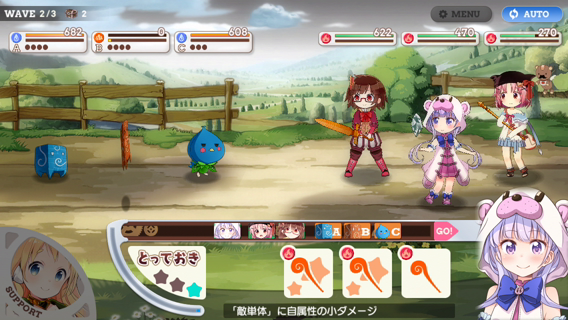 WAVE 2/3 2
MENU
AUTO
682
A
0
B
608
C
622
470
270
A B C GO!
とっておき
SUPPORT
「敵単体」に自属性の小ダメージ